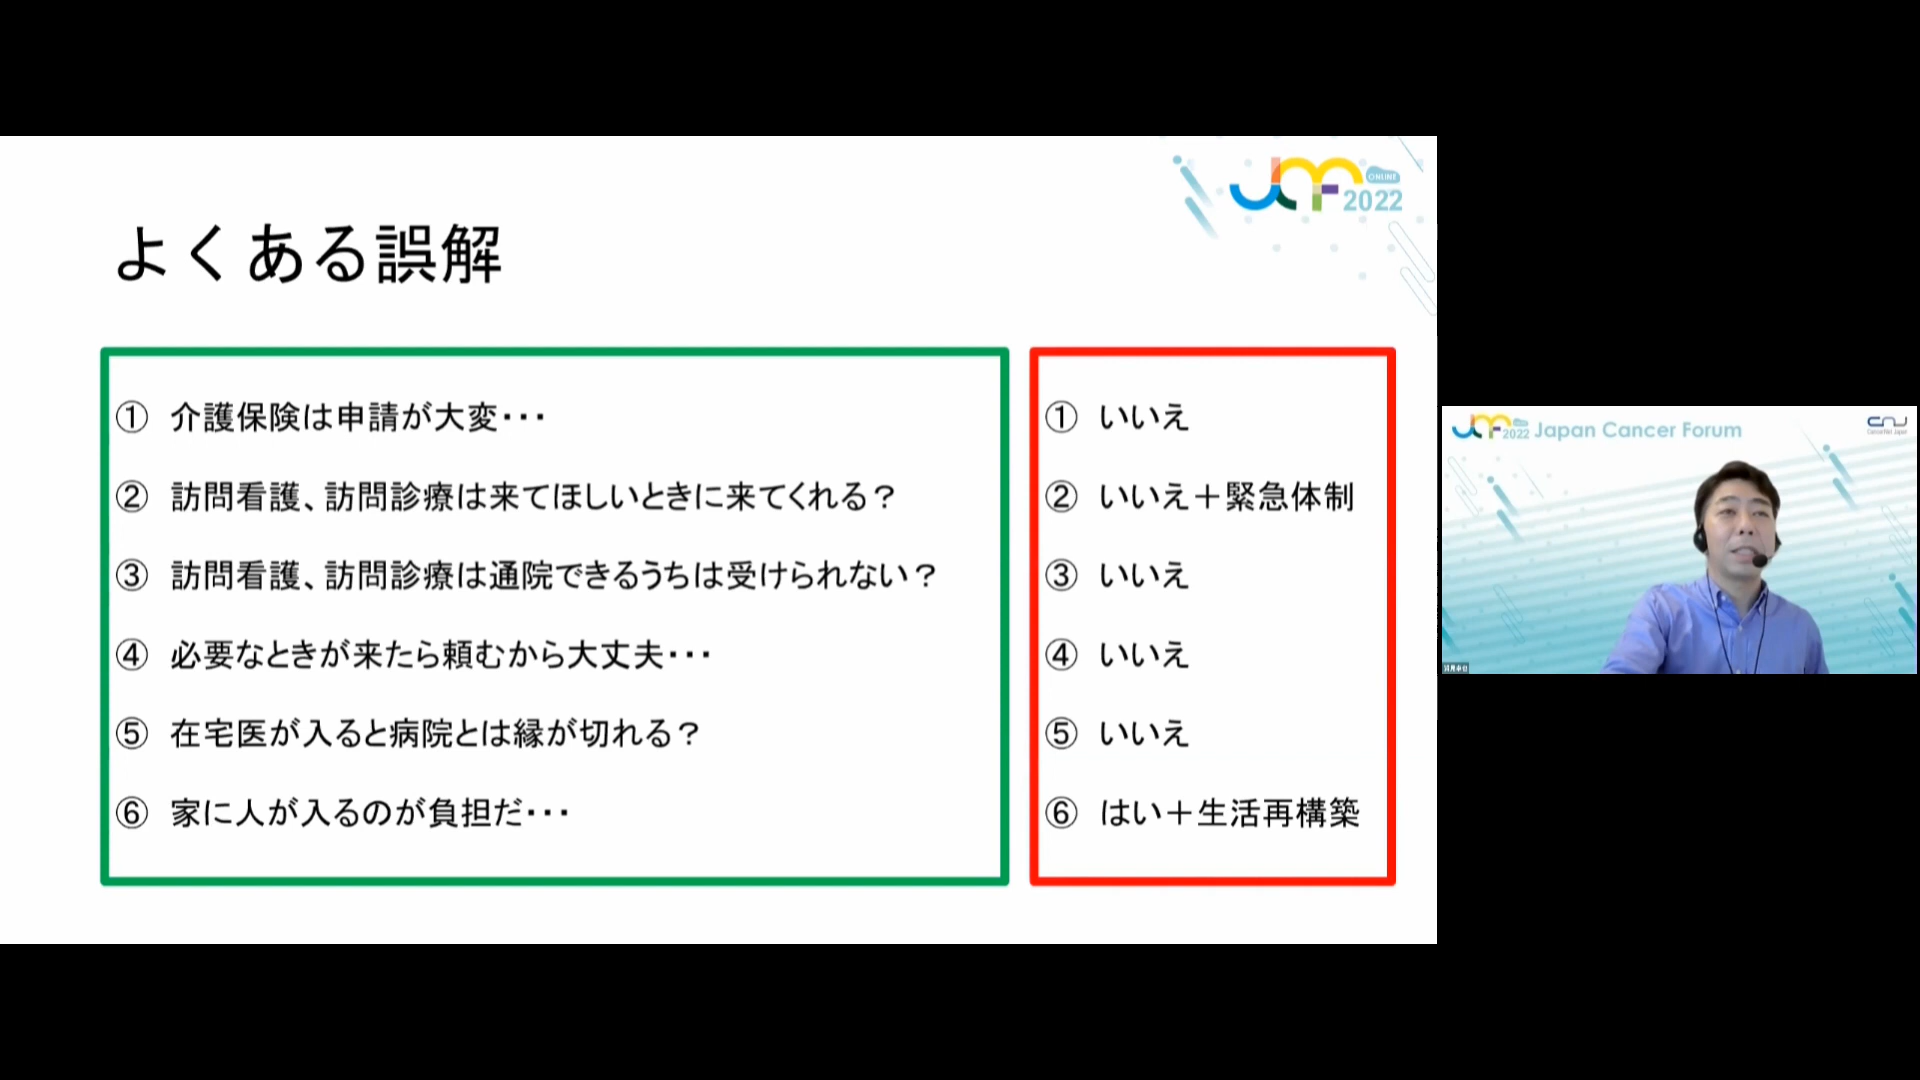 ONLINE
2022
よくある誤解
① 介護保険は申請が大変・・・
② 訪問看護、訪問診療は来てほしいときに来てくれる？
③ 訪問看護、訪問診療は通院できるうちは受けられない？
④ 必要なときが来たら頼むから大丈夫・・・
⑤ 在宅医が入ると病院とは縁が切れる？
⑥ 家に人が入るのが負担だ・・・
① いいえ
② いいえ＋緊急体制
③ いいえ
④ いいえ
⑤ いいえ
⑥ はい＋生活再構築
2022 Japan Cancer Forum
CNJ
CancerNet Japan